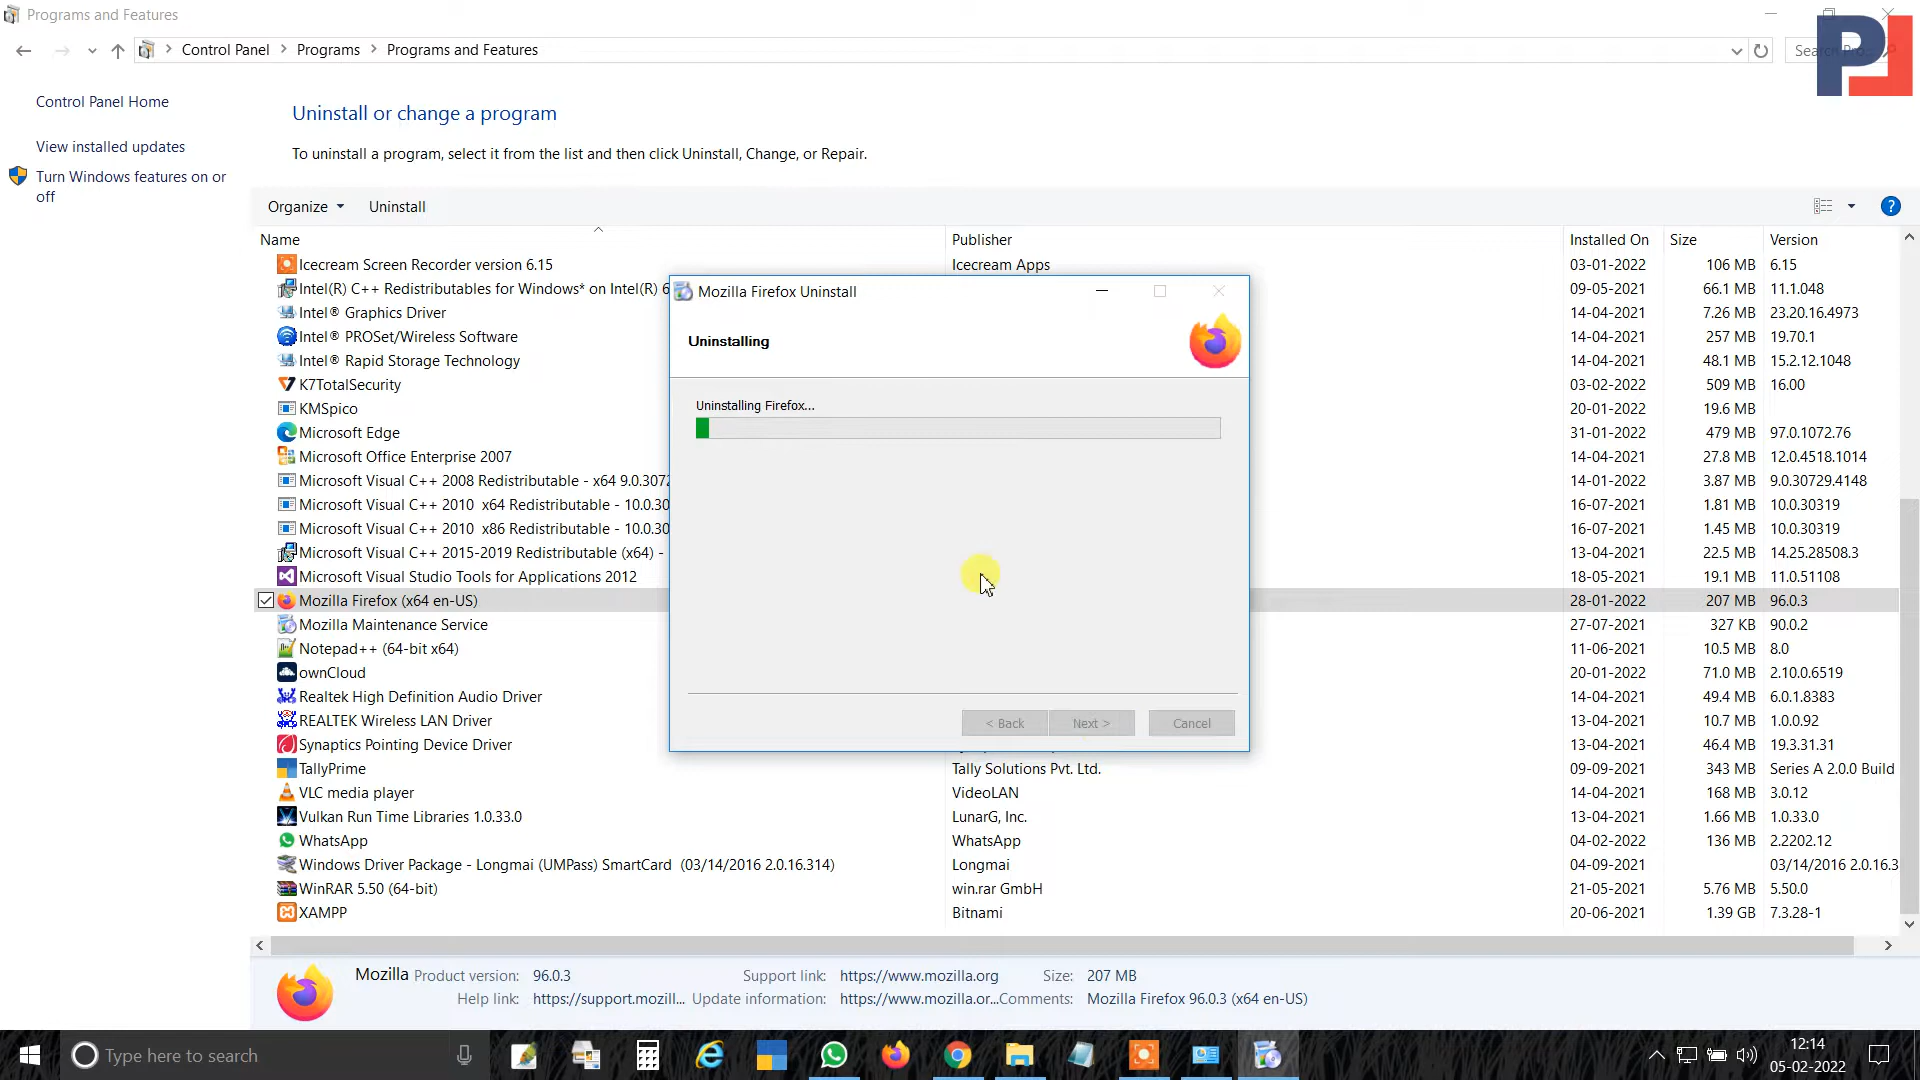 Programs and Features
Control Panel > Programs > Programs and Features
Control Panel Home
View installed updates
Turn Windows features on or
off
Uninstall or change a program
To uninstall a program, select it from the list and then click Uninstall, Change, or Repair.
Organize Uninstall
Name Publisher Installed On Size Version
Icecream Screen Recorder version 6.15 Icecream Apps 03-01-2022 106 MB 6.15
Intel(R) C++ Redistributables for Windows* on Intel(R) 6 09-05-2021 66.1 MB 11.1.048
Intel® Graphics Driver 14-04-2021 7.26 MB 23.20.16.4973
Intel® PROSet/Wireless Software 14-04-2021 257 MB 19.70.1
Intel® Rapid Storage Technology 14-04-2021 48.1 MB 15.2.12.1048
K7TotalSecurity 03-02-2022 509 MB 16.00
KMSpico 20-01-2022 19.6 MB
Microsoft Edge 31-01-2022 479 MB 97.0.1072.76
Microsoft Office Enterprise 2007 14-04-2021 27.8 MB 12.0.4518.1014
Microsoft Visual C++ 2008 Redistributable - x64 9.0.3072 14-01-2022 3.87 MB 9.0.30729.4148
Microsoft Visual C++ 2010 x64 Redistributable - 10.0.30 16-07-2021 1.81 MB 10.0.30319
Microsoft Visual C++ 2010 x86 Redistributable - 10.0.30 16-07-2021 1.45 MB 10.0.30319
Microsoft Visual C++ 2015-2019 Redistributable (x64) - 13-04-2021 22.5 MB 14.25.28508.3
Microsoft Visual Studio Tools for Applications 2012 18-05-2021 19.1 MB 11.0.51108
Mozilla Firefox (x64 en-US) 28-01-2022 207 MB 96.0.3
Mozilla Maintenance Service 27-07-2021 327 KB 90.0.2
Notepad++ (64-bit x64) 11-06-2021 10.5 MB 8.0
ownCloud 20-01-2022 71.0 MB 2.10.0.6519
Realtek High Definition Audio Driver 14-04-2021 49.4 MB 6.0.1.8383
REALTEK Wireless LAN Driver 13-04-2021 10.7 MB 1.0.0.92
Synaptics Pointing Device Driver 13-04-2021 46.4 MB 19.3.31.31
TallyPrime Tally Solutions Pvt. Ltd. 09-09-2021 343 MB Series A 2.0.0 Build
VLC media player VideoLAN 14-04-2021 168 MB 3.0.12
Vulkan Run Time Libraries 1.0.33.0 LunarG, Inc. 13-04-2021 1.66 MB 1.0.33.0
WhatsApp WhatsApp 04-02-2022 136 MB 2.2202.12
Windows Driver Package - Longmai (UMPass) SmartCard (03/14/2016 2.0.16.314) Longmai 04-09-2021 03/14/2016 2.0.16.3
WinRAR 5.50 (64-bit) win.rar GmbH 21-05-2021 5.76 MB 5.50.0
XAMPP Bitnami 20-06-2021 1.39 GB 7.3.28-1
Mozilla Firefox Uninstall
Uninstalling
Uninstalling Firefox...
< Back Next > Cancel
Mozilla Product version: 96.0.3 Support link: https://www.mozilla.org Size: 207 MB
Help link: https://support.mozill... Update information: https://www.mozilla.or... Comments: Mozilla Firefox 96.0.3 (x64 en-US)
Type here to search
12:14
05-02-2022